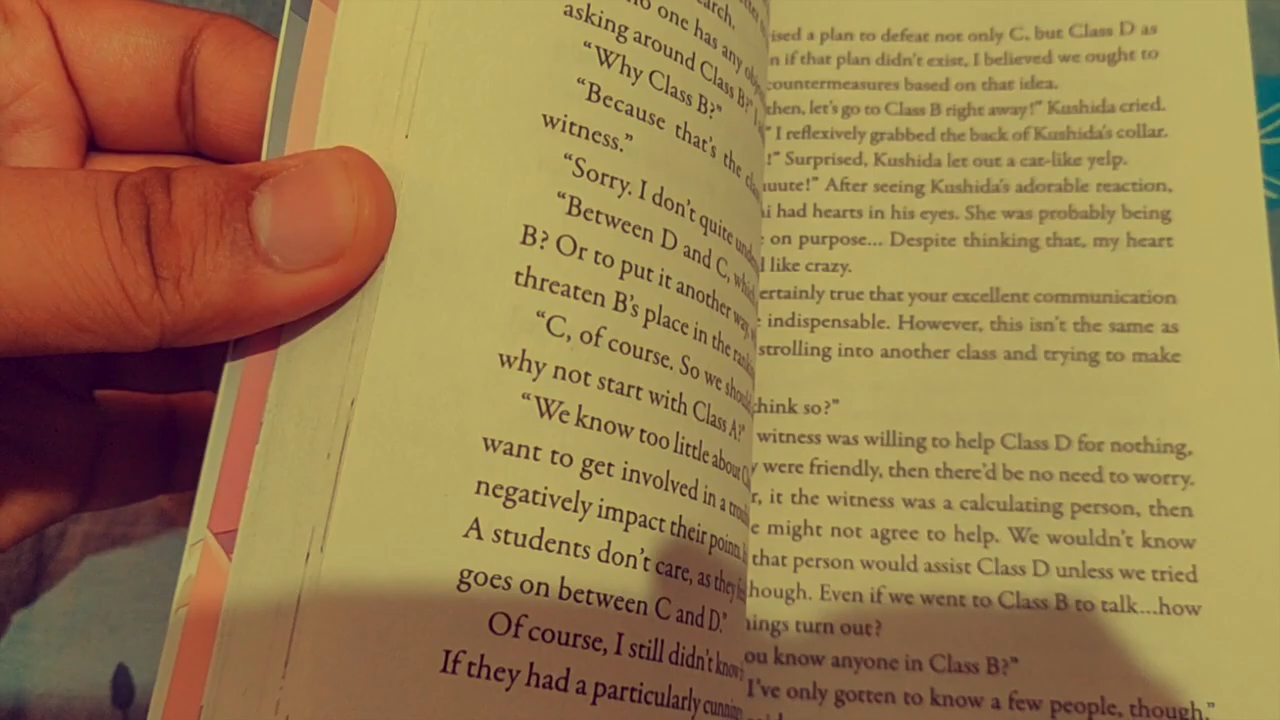 arch.
no one has any
asking around Class B?" I
"Why Class B?"
"Because that's the
witness."
"Sorry. I don't quite
"Between D and C,
B? Or to put it another way,
threaten B's place in the
"C, of course. So we
why not start with Class A?"
"We know too little about
want to get involved in a
negatively impact their points.
A students don't care, as they
goes on between C and D."
Of course, I still didn't know
If they had a particularly
ised a plan to defeat not only C, but Class D as
n if that plan didn't exist, I believed we ought to
countermeasures based on that idea.
then, let's go to Class B right away!" Kushida cried.
" I reflexively grabbed the back of Kushida's collar.
!" Surprised, Kushida let out a cat-like yelp.
uute!" After seeing Kushida's adorable reaction,
i had hearts in his eyes. She was probably being
on purpose... Despite thinking that, my heart
l like crazy.
ertainly true that your excellent communication
indispensable. However, this isn't the same as
strolling into another class and trying to make
think so?"
witness was willing to help Class D for nothing,
y were friendly, then there'd be no need to worry.
r, it the witness was a calculating person, then
e might not agree to help. We wouldn't know
that person would assist Class D unless we tried
hough. Even if we went to Class B to talk...how
ings turn out?
ou know anyone in Class B?"
I've only gotten to know a few people, though."